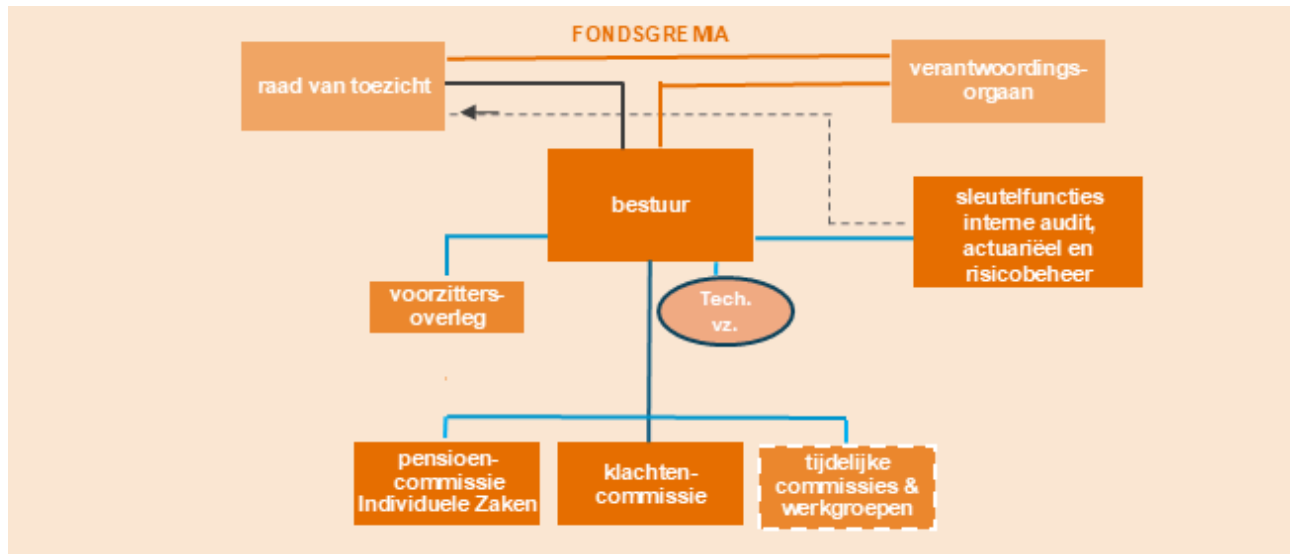 FONDSGREMIA
raad van toezicht
verantwoordings-
orgaan
bestuur
sleutelfuncties
interne audit,
actuariëel en
risicobeheer
voorzitters-
overleg
Tech.
vz.
pensioen-
commissie
Individuele Zaken
klachten-
commissie
tijdelijke
commissies &
werkgroepen